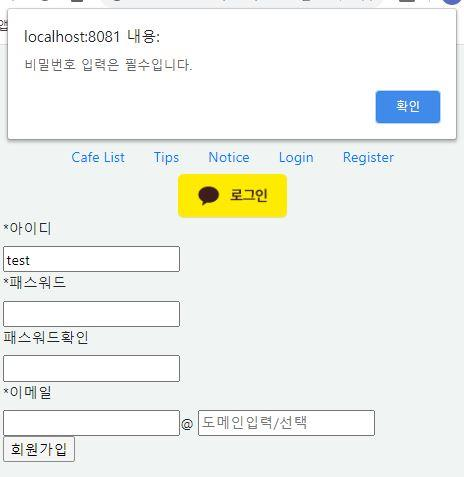 localhost:8081 내용:
비밀번호 입력은 필수입니다.
확인
Cafe List Tips Notice Login Register
로그인
*아이디
test
*패스워드
패스워드확인
*이메일
@ 도메인입력/선택
회원가입